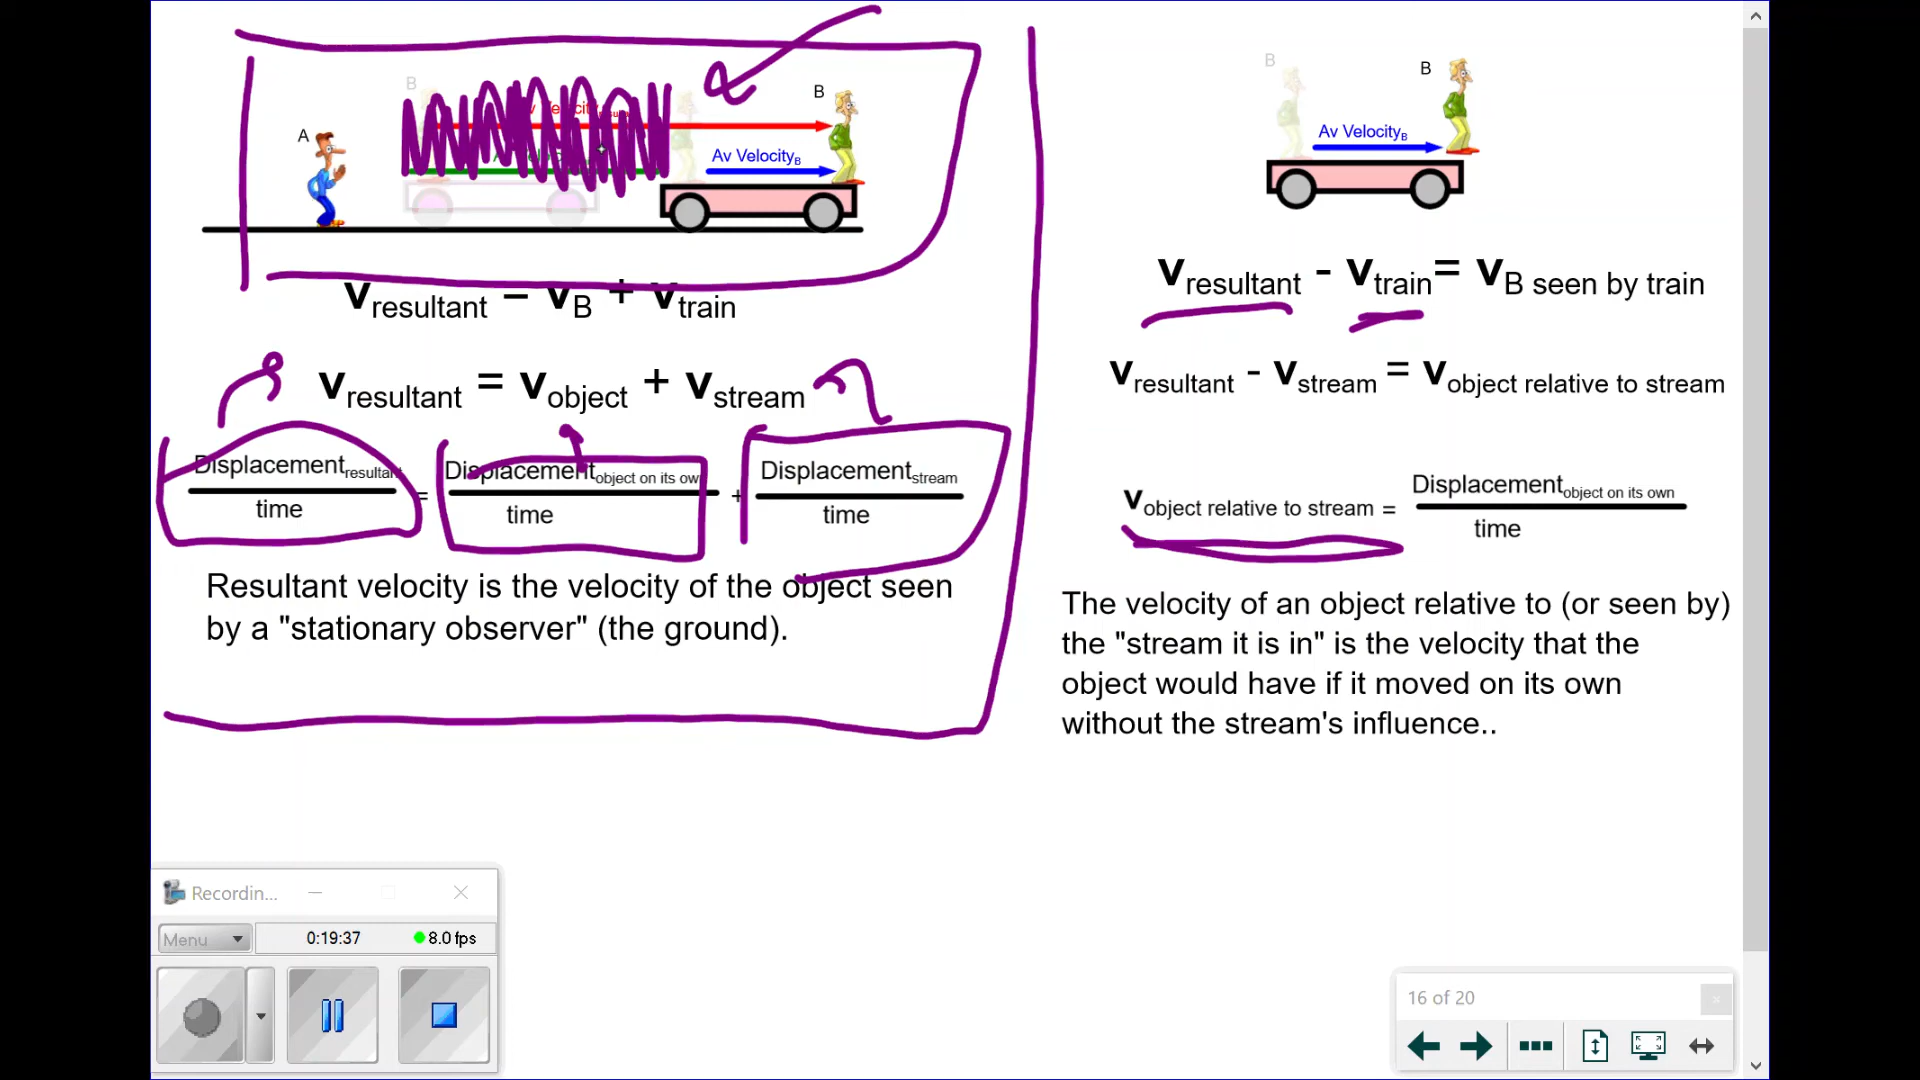 B
Av Velocity
B
A
Av VelocityB
vresultant = vB + vtrain
vresultant = vobject + vstream
Displacementresultant
time
=
Displacementobject on its own
time
+
Displacementstream
time
Resultant velocity is the velocity of the object seen
by a "stationary observer" (the ground).
B
B
Av VelocityB
vresultant - vtrain = vB seen by train
vresultant - vstream = vobject relative to stream
vobject relative to stream =
Displacementobject on its own
time
The velocity of an object relative to (or seen by)
the "stream it is in" is the velocity that the
object would have if it moved on its own
without the stream's influence..
Recordin...
Menu
0:19:37
8.0 fps
16 of 20